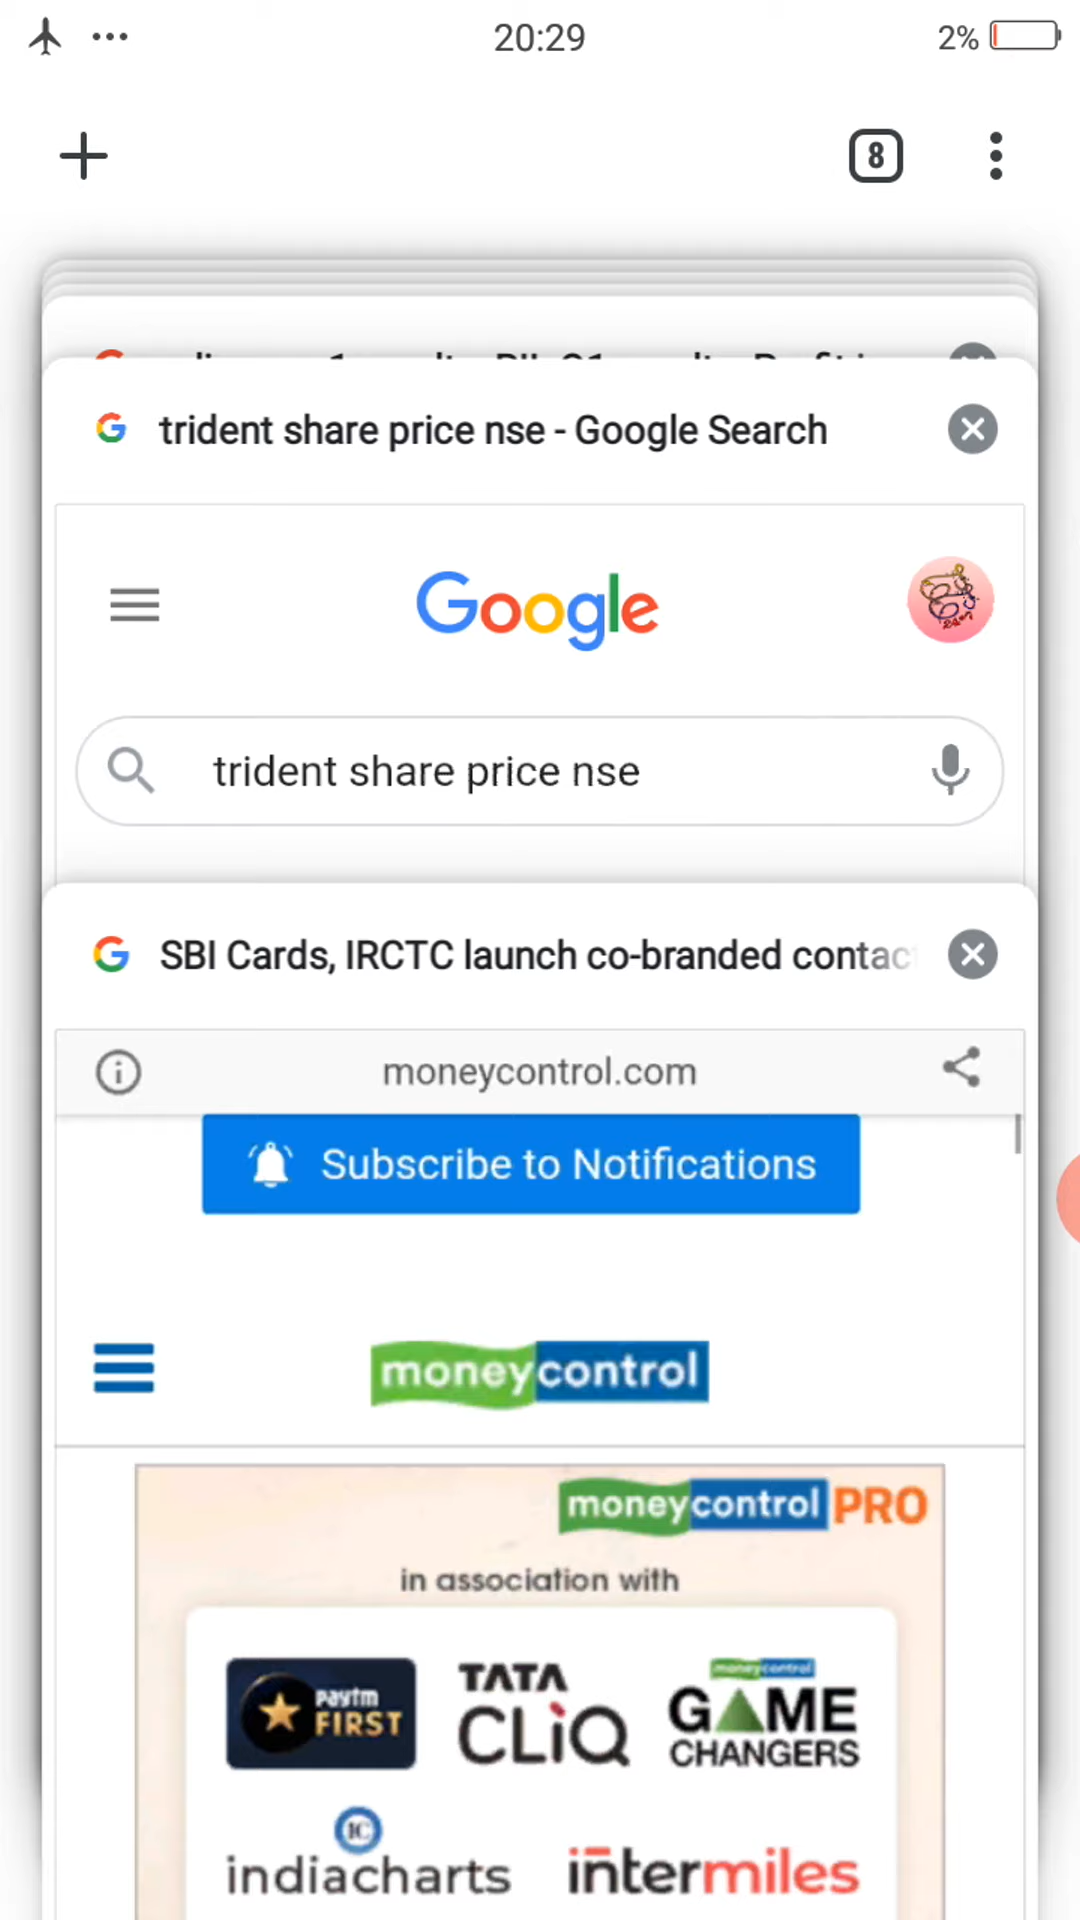 20:29
2%
8
trident share price nse - Google Search
Google
trident share price nse
SBI Cards, IRCTC launch co-branded contac
moneycontrol.com
Subscribe to Notifications
moneycontrol
moneycontrol PRO
in association with
paytm
FIRST
TATA
CLiQ
moneycontrol
GAME
CHANGERS
IC
indiacharts
intermiles